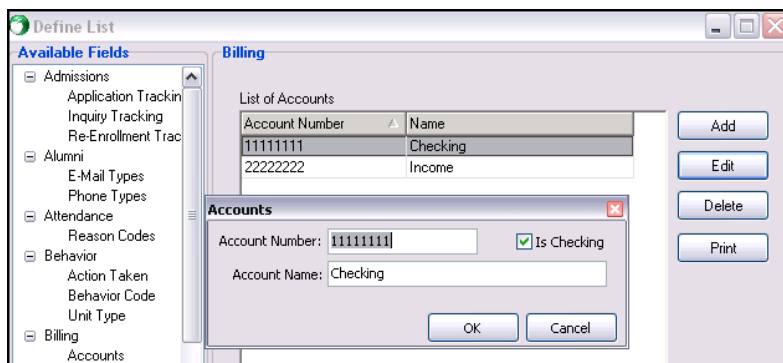 Define List
Available Fields
Admissions
Application Trackin
Inquiry Tracking
Re-Enrollment Trac
Alumni
E-Mail Types
Phone Types
Attendance
Reason Codes
Behavior
Action Taken
Behavior Code
Unit Type
Billing
Accounts
Billing
List of Accounts
Account Number Name
11111111 Checking
22222222 Income
Add
Edit
Delete
Print
Accounts
Account Number: 11111111 Is Checking
Account Name: Checking
OK Cancel